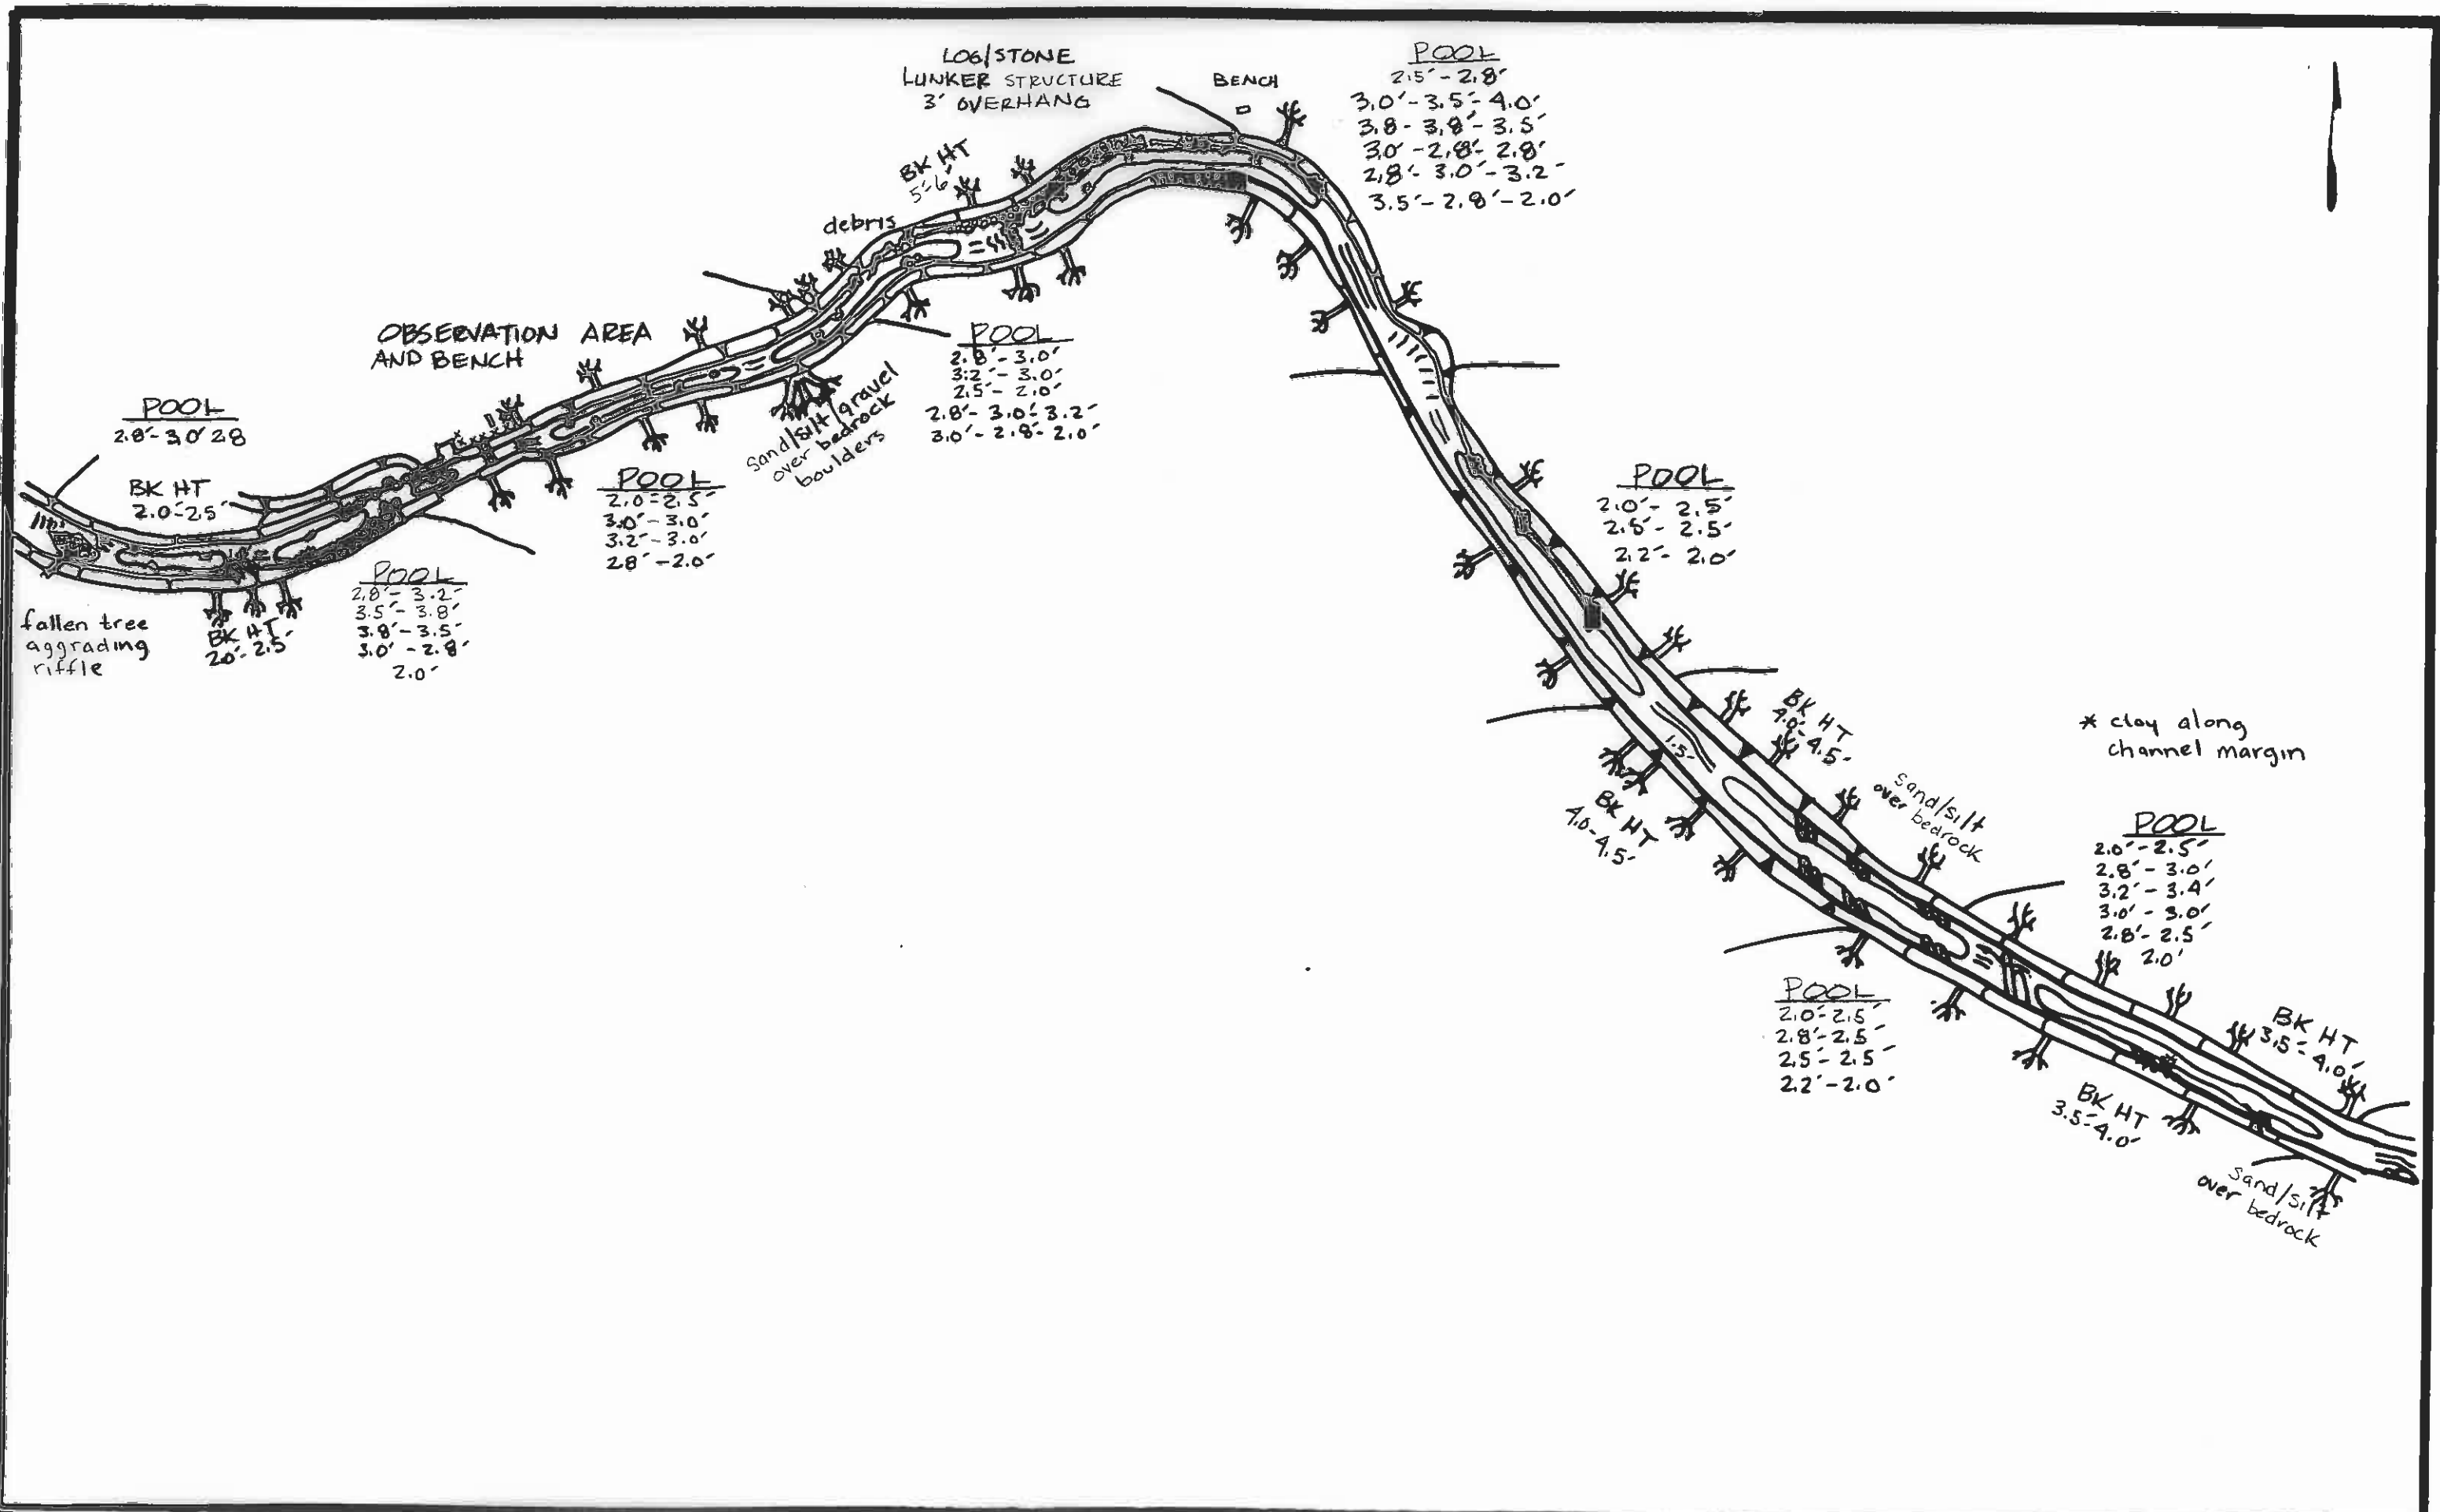 LOG/STONE
LUNKER STRUCTURE
3' OVERHANG
BENCH
POOL
2.5' - 2.8'
3.0' - 3.5' - 4.0'
3.8 - 3.8' - 3.5'
3.0' - 2.8' - 2.8'
2.8' - 3.0' - 3.2'
3.5' - 2.8' - 2.0'
BK HT
5'-6'
debris
OBSERVATION AREA
AND BENCH
POOL
2.8' - 3.0'
3.2' - 3.0'
2.5' - 2.0'
2.8' - 3.0' - 3.2'
3.0' - 2.8' - 2.0'
sand/silt/gravel
over bedrock
boulders
POOL
2.8' - 3.0' 2.8
BK HT
2.0'-2.5'
POOL
2.0' - 2.5'
3.0' - 3.0'
3.2' - 3.0'
2.8' - 2.0'
POOL
2.8' - 3.2'
3.5' - 3.8'
3.8' - 3.5'
3.0' - 2.8'
2.0'
fallen tree
aggrading
riffle
BK HT
2.0'-2.5'
POOL
2.0' - 2.5'
2.5' - 2.5'
2.2' - 2.0'
BK HT
4.0'-4.5'
1.5'
BK HT
4.0-4.5'
* clay along
channel margin
sand/silt
over bedrock
POOL
2.0' - 2.5'
2.8' - 3.0'
3.2' - 3.4'
3.0' - 3.0'
2.8' - 2.5'
2.0'
POOL
2.0' - 2.5'
2.8' - 2.5'
2.5' - 2.5'
2.2' - 2.0'
BK HT
3.5'-4.0'
BK HT
3.5'-4.0'
sand/silt
over bedrock